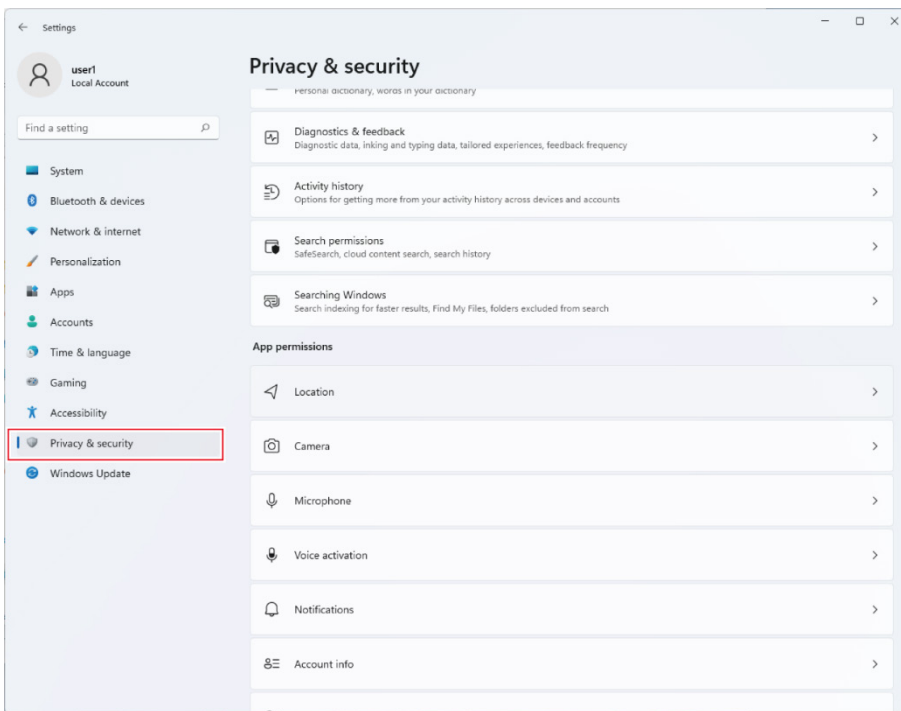 Settings
user1
Local Account
Find a setting
System
Bluetooth & devices
Network & internet
Personalization
Apps
Accounts
Time & language
Gaming
Accessibility
Privacy & security
Windows Update
Privacy & security
Personal dictionary, words in your dictionary
Diagnostics & feedback
Diagnostic data, inking and typing data, tailored experiences, feedback frequency
Activity history
Options for getting more from your activity history across devices and accounts
Search permissions
SafeSearch, cloud content search, search history
Searching Windows
Search indexing for faster results, Find My Files, folders excluded from search
App permissions
Location
Camera
Microphone
Voice activation
Notifications
Account info